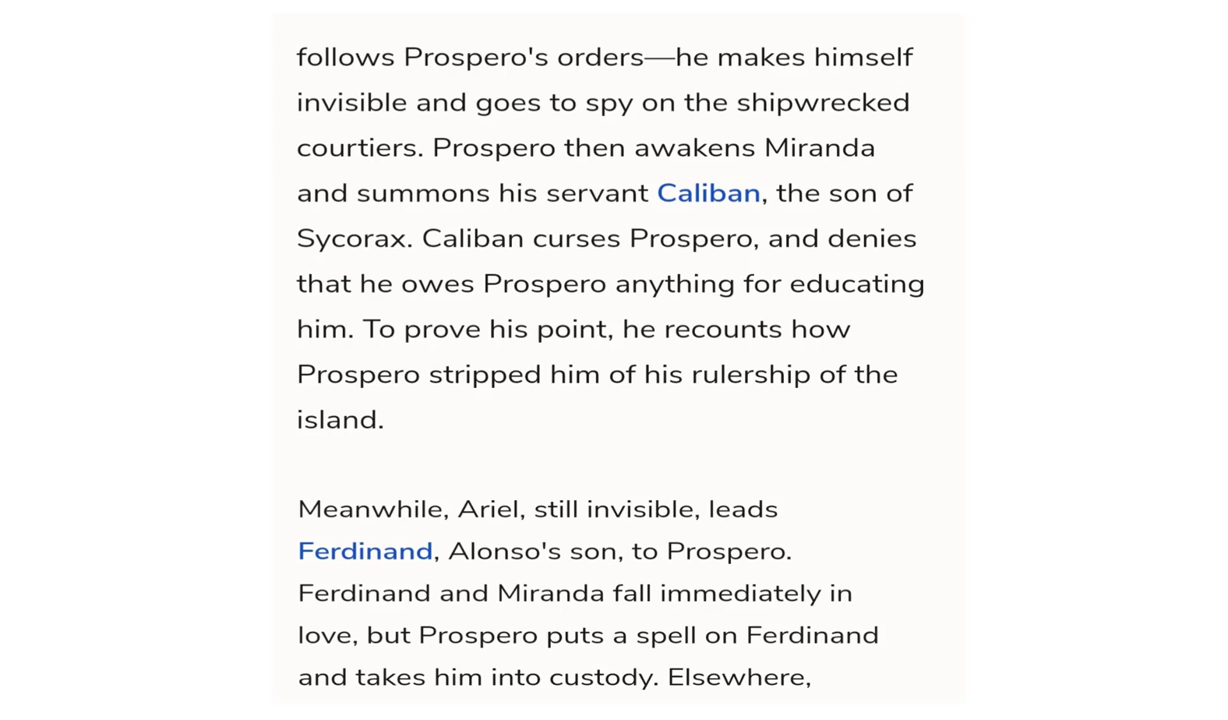 follows Prospero's orders—he makes himself
invisible and goes to spy on the shipwrecked
courtiers. Prospero then awakens Miranda
and summons his servant Caliban, the son of
Sycorax. Caliban curses Prospero, and denies
that he owes Prospero anything for educating
him. To prove his point, he recounts how
Prospero stripped him of his rulership of the
island.
Meanwhile, Ariel, still invisible, leads
Ferdinand, Alonso's son, to Prospero.
Ferdinand and Miranda fall immediately in
love, but Prospero puts a spell on Ferdinand
and takes him into custody. Elsewhere,